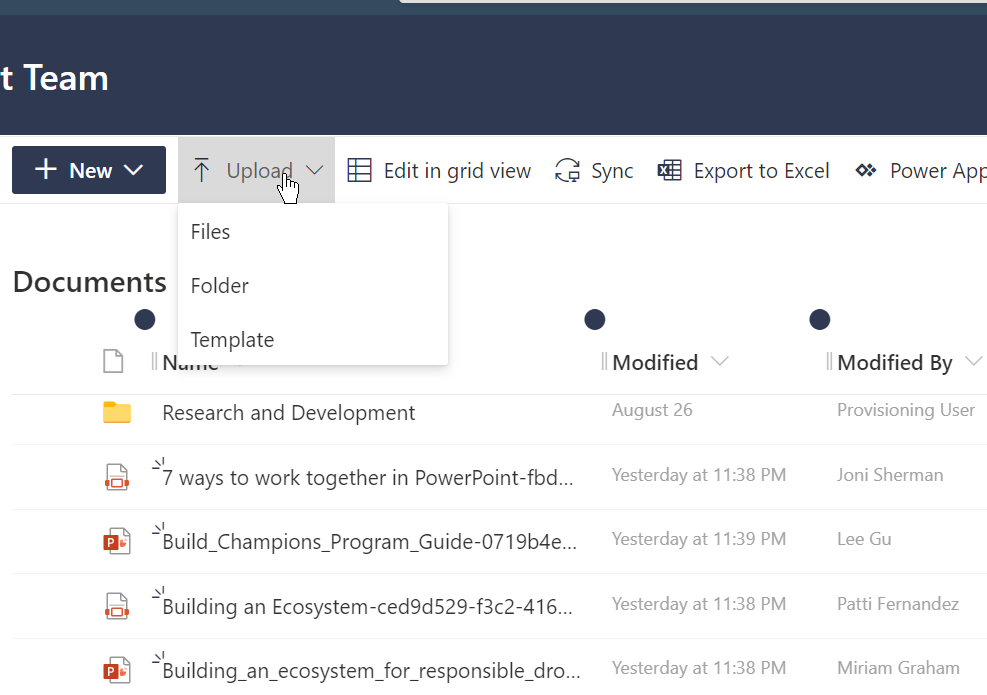 t Team
New
Upload
Edit in grid view
Sync
Export to Excel
Power App
Files
Folder
Template
Documents
Name
Modified
Modified By
Research and Development
August 26
Provisioning User
7 ways to work together in PowerPoint-fbd...
Yesterday at 11:38 PM
Joni Sherman
Build_Champions_Program_Guide-0719b4e...
Yesterday at 11:39 PM
Lee Gu
Building an Ecosystem-ced9d529-f3c2-416...
Yesterday at 11:38 PM
Patti Fernandez
Building_an_ecosystem_for_responsible_dro...
Yesterday at 11:38 PM
Miriam Graham